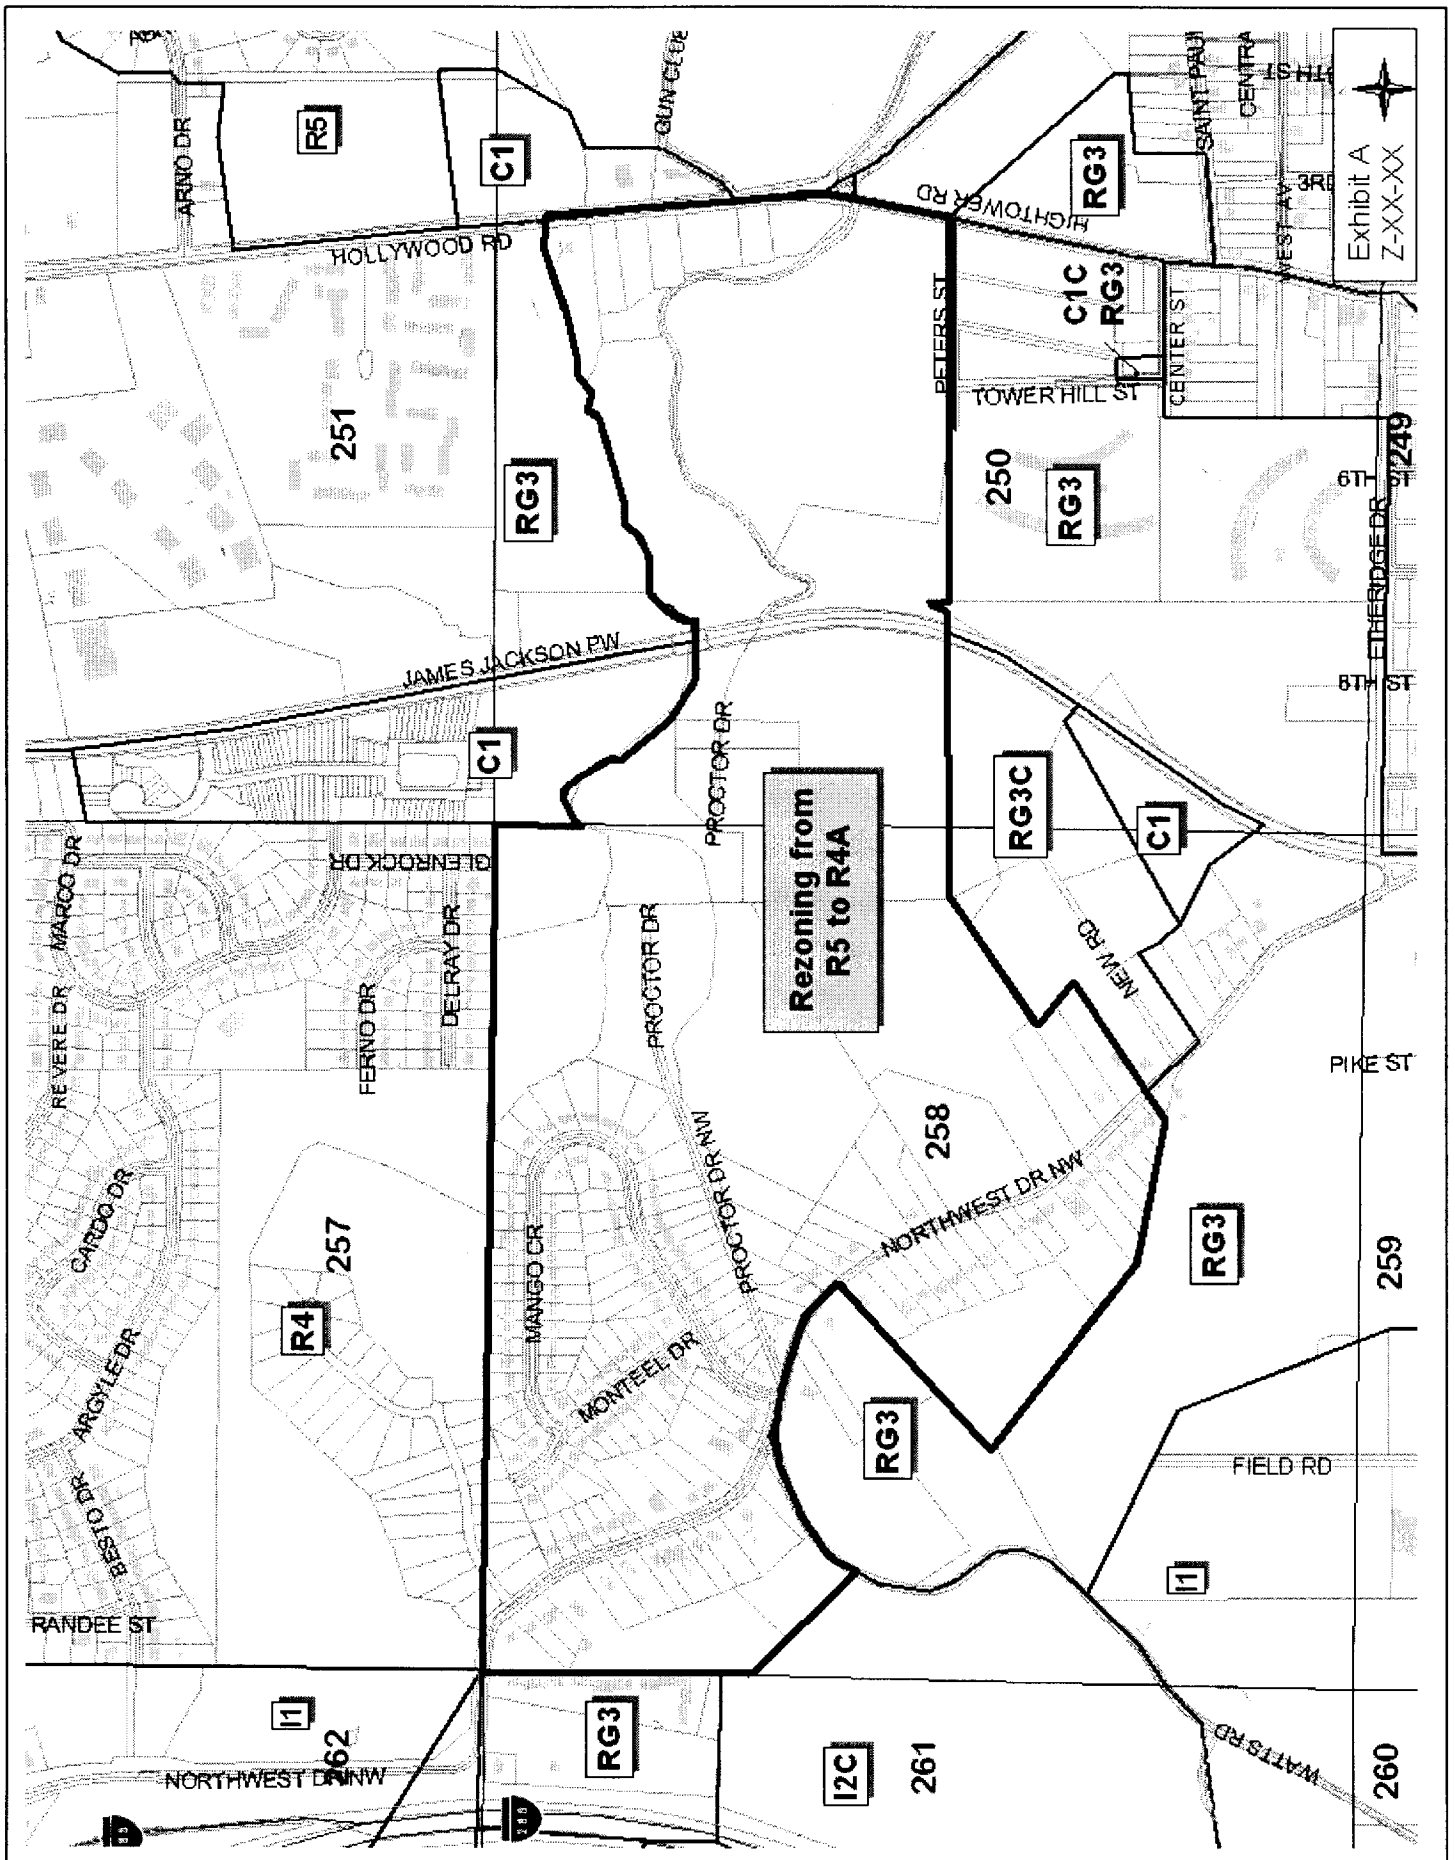 Exhibit A
Z-XX-XX
Rezoning from
R5 to R4A
ARNO DR
R5
C1
GUN CLUB
HOLLYWOOD RD
HIGHTOWER RD
RG3
SAINT PAUL
CENTRA
3RD
WEST AV
251
RG3
PETERS ST
C1C
RG3
CENTER ST
TOWER HILL ST
250
RG3
249
6TH ST
ETHERIDGE DR
8TH ST
JAMES JACKSON PW
C1
PROCTOR DR
RG3C
C1
NEW RD
MARCO DR
GLENROCK DR
REVERE DR
FERNO DR
DELRAY DR
PROCTOR DR
PIKE ST
CARDO DR
257
R4
ARGYLE DR
BESTO DR
RANDEE ST
MANGO CR
MONTEEL DR
PROCTOR DR NW
258
NORTHWEST DR NW
RG3
RG3
259
FIELD RD
I1
I1
262
NORTHWEST DR NW
RG3
I2C
261
WATTS RD
260